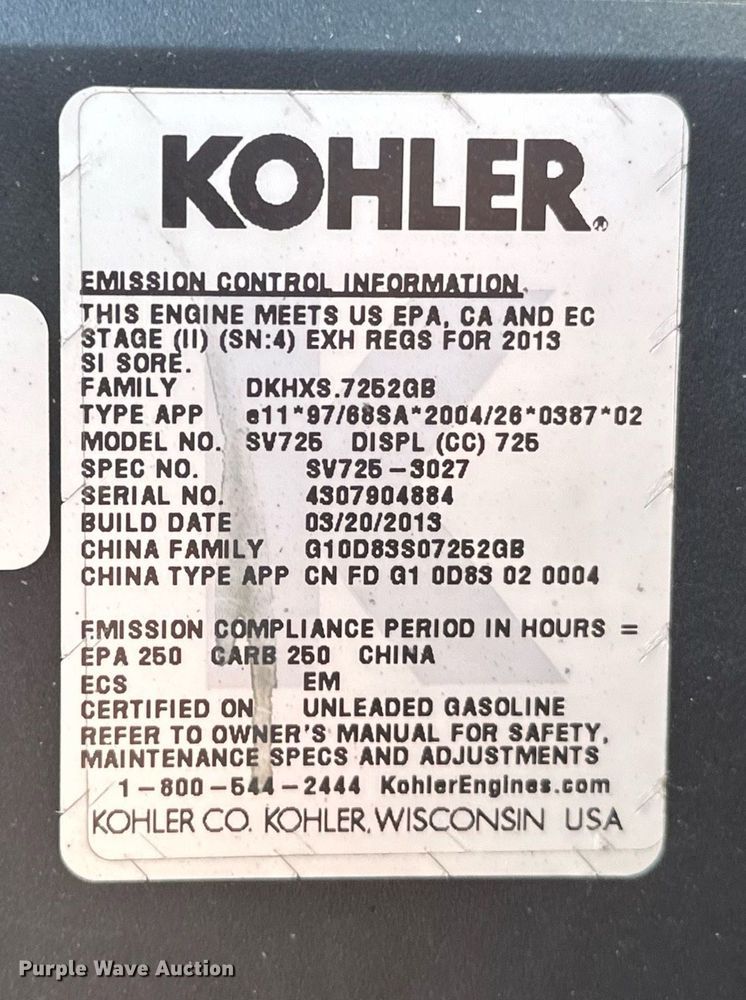 KOHLER®
EMISSION CONTROL INFORMATION
THIS ENGINE MEETS US EPA, CA AND EC
STAGE (II) (SN:4) EXH REGS FOR 2013
SI SORE.
FAMILY DKHXS.7252GB
TYPE APP e11*97/68SA*2004/26*0387*02
MODEL NO. SV725 DISPL (CC) 725
SPEC NO. SV725-3027
SERIAL NO. 4307904884
BUILD DATE 03/20/2013
CHINA FAMILY G10D83S07252GB
CHINA TYPE APP CN FD G1 0D83 02 0004
EMISSION COMPLIANCE PERIOD IN HOURS =
EPA 250 CARB 250 CHINA
ECS EM
CERTIFIED ON UNLEADED GASOLINE
REFER TO OWNER'S MANUAL FOR SAFETY,
MAINTENANCE SPECS AND ADJUSTMENTS
1-800-544-2444 KohlerEngines.com
KOHLER CO. KOHLER, WISCONSIN USA
Purple Wave Auction